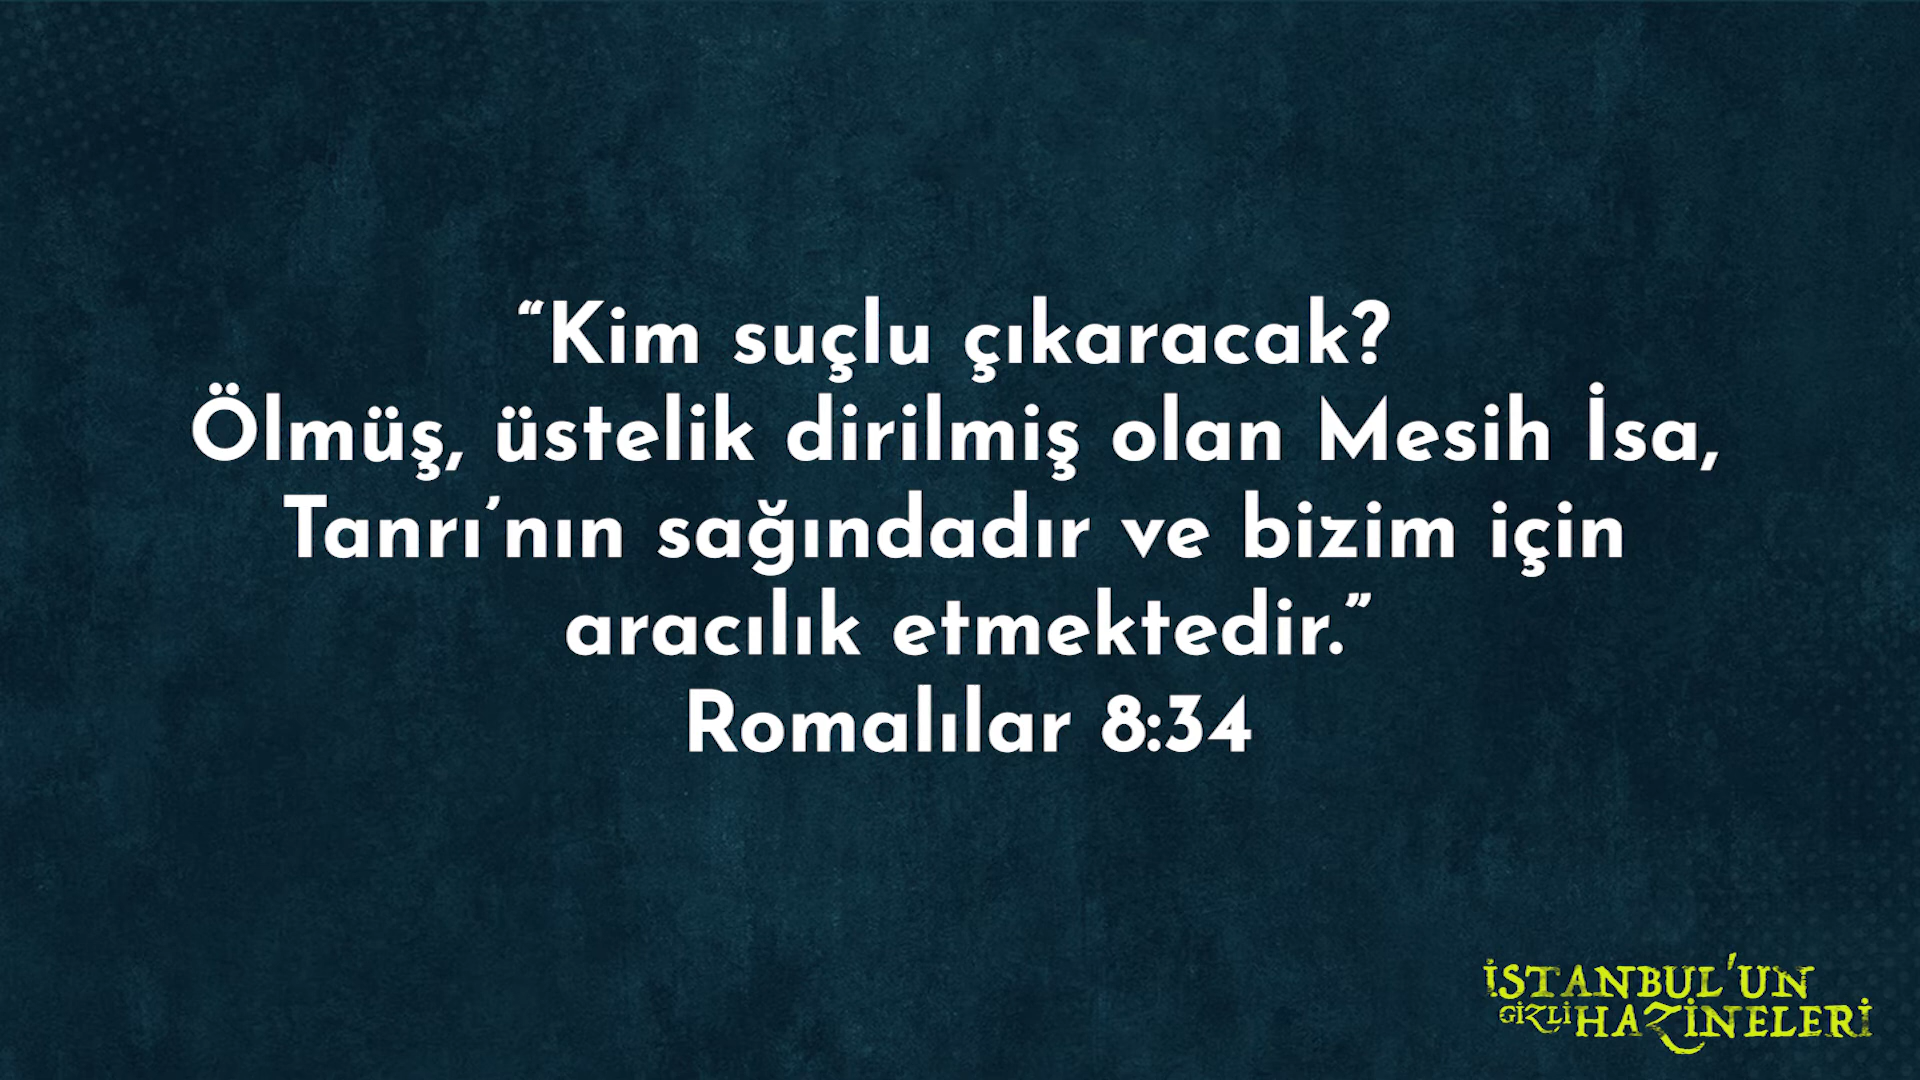 “Kim suçlu çıkaracak?
Ölmüş, üstelik dirilmiş olan Mesih İsa,
Tanrı’nın sağındadır ve bizim için
aracılık etmektedir.”
Romalılar 8:34
İSTANBUL'UN
GİZLİ HAZİNELERİ